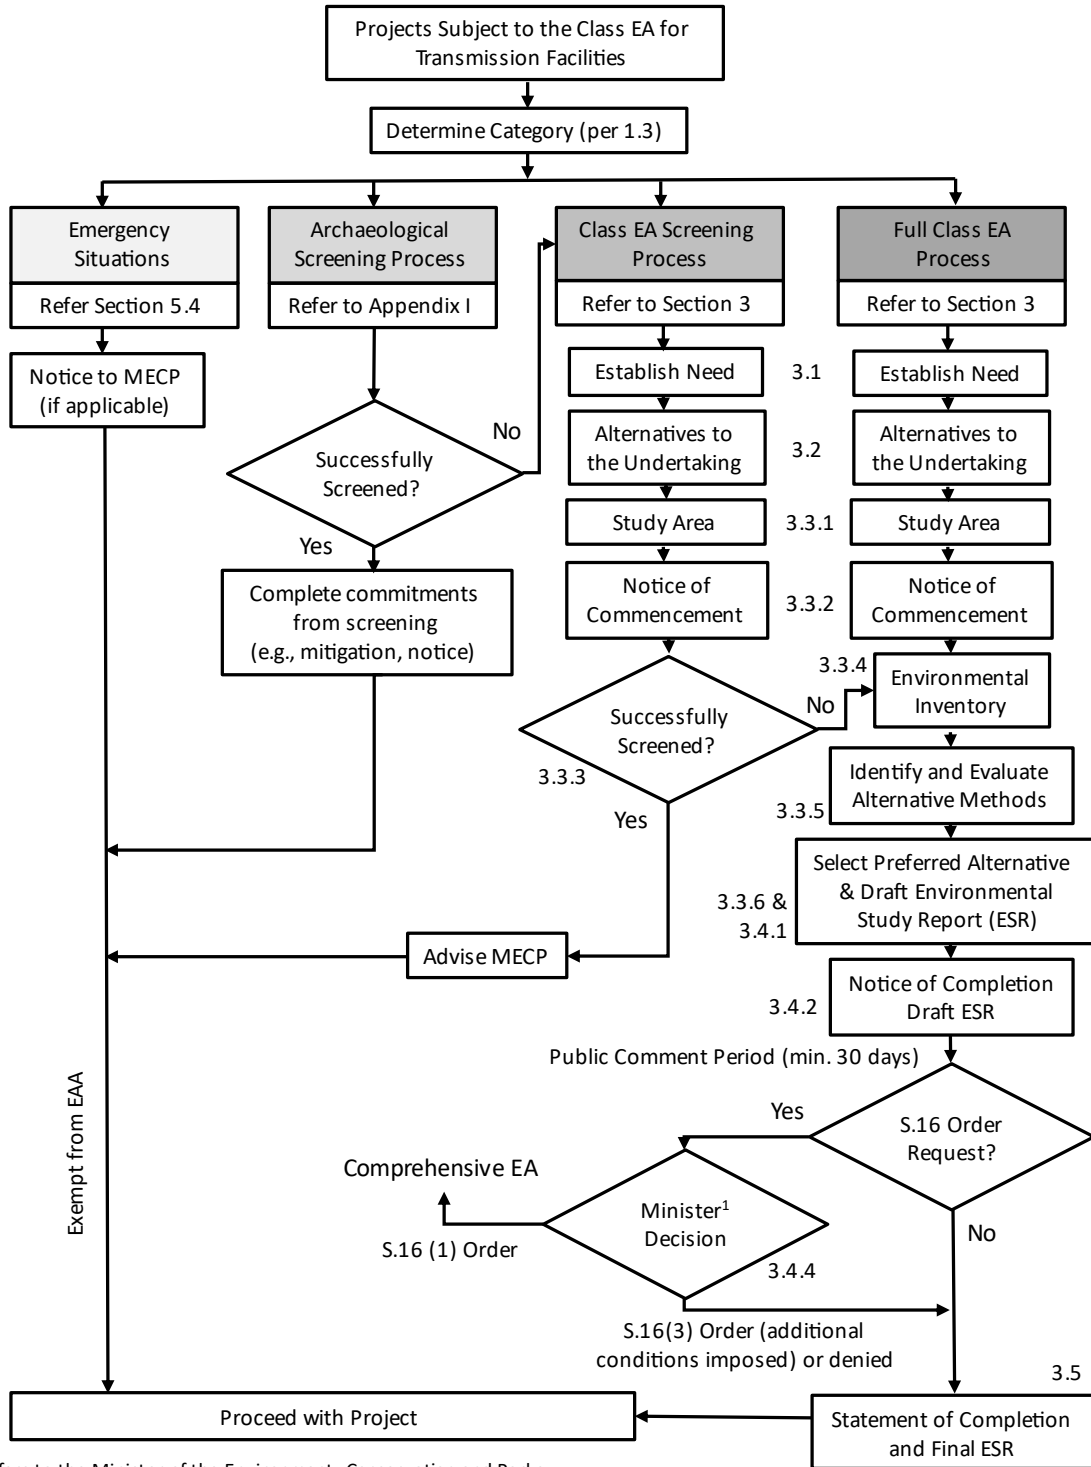 Projects Subject to the Class EA for
Transmission Facilities
Determine Category (per 1.3)
Emergency
Situations
Refer Section 5.4
Notice to MECP
(if applicable)
Archaeological
Screening Process
Refer to Appendix I
Successfully
Screened?
No
Yes
Complete commitments
from screening
(e.g., mitigation, notice)
Class EA Screening
Process
Refer to Section 3
Establish Need
Alternatives to
the Undertaking
Study Area
Notice of
Commencement
Successfully
Screened?
No
3.3.3
Yes
Advise MECP
3.1
3.2
3.3.1
3.3.2
Full Class EA
Process
Refer to Section 3
Establish Need
Alternatives to
the Undertaking
Study Area
Notice of
Commencement
3.3.4
Environmental
Inventory
Identify and Evaluate
Alternative Methods
3.3.5
Select Preferred Alternative
& Draft Environmental
Study Report (ESR)
3.3.6 &
3.4.1
Notice of Completion
Draft ESR
3.4.2
Public Comment Period (min. 30 days)
S.16 Order
Request?
Yes
No
Minister1
Decision
3.4.4
Comprehensive EA
S.16 (1) Order
S.16(3) Order (additional
conditions imposed) or denied
Exempt from EAA
3.5
Statement of Completion
and Final ESR
Proceed with Project